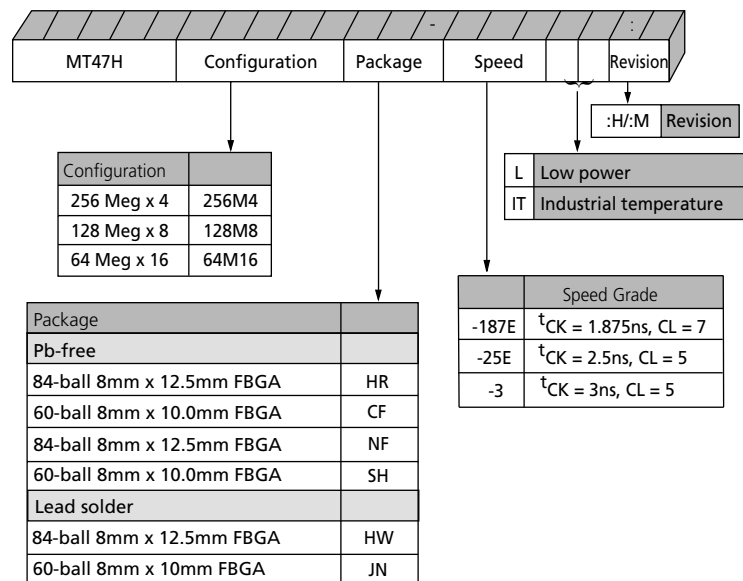 -
:
MT47H Configuration Package Speed Revision
:H/:M Revision
Configuration
256 Meg x 4 256M4
128 Meg x 8 128M8
64 Meg x 16 64M16
L Low power
IT Industrial temperature
Speed Grade
-187E tCK = 1.875ns, CL = 7
-25E tCK = 2.5ns, CL = 5
-3 tCK = 3ns, CL = 5
Package
Pb-free
84-ball 8mm x 12.5mm FBGA HR
60-ball 8mm x 10.0mm FBGA CF
84-ball 8mm x 12.5mm FBGA NF
60-ball 8mm x 10.0mm FBGA SH
Lead solder
84-ball 8mm x 12.5mm FBGA HW
60-ball 8mm x 10mm FBGA JN